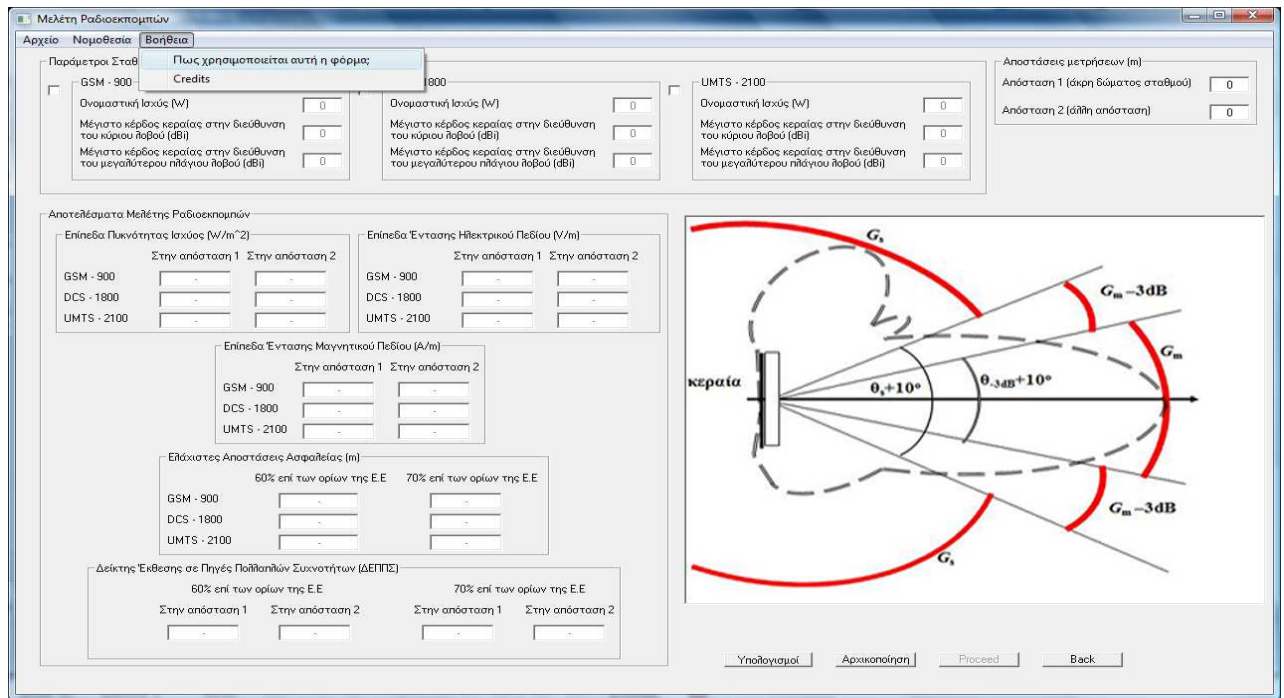 Μελέτη Ραδιοεκπομπών
Αρχείο Νομοθεσία Βοήθεια
Πως χρησιμοποιείται αυτή η φόρμα;
Credits
Παράμετροι
GSM - 900
Ονομαστική Ισχύς (W) 0
Μέγιστο κέρδος κεραίας στην διεύθυνση
του κύριου λοβού (dBi) 0
Μέγιστο κέρδος κεραίας στην διεύθυνση
του μεγαλύτερου πλάγιου λοβού (dBi) 0
1800
Ονομαστική Ισχύς (W) 0
Μέγιστο κέρδος κεραίας στην διεύθυνση
του κύριου λοβού (dBi) 0
Μέγιστο κέρδος κεραίας στην διεύθυνση
του μεγαλύτερου πλάγιου λοβού (dBi) 0
UMTS - 2100
Ονομαστική Ισχύς (W) 0
Μέγιστο κέρδος κεραίας στην διεύθυνση
του κύριου λοβού (dBi) 0
Μέγιστο κέρδος κεραίας στην διεύθυνση
του μεγαλύτερου πλάγιου λοβού (dBi) 0
Αποστάσεις μετρήσεων (m)
Απόσταση 1 (άκρη δώματος σταθμού) 0
Απόσταση 2 (άλλη απόσταση) 0
Αποτελέσματα Μελέτης Ραδιοεκπομπών
Επίπεδα Πυκνότητας Ισχύος (W/m^2)
Στην απόσταση 1 Στην απόσταση 2
GSM - 900 - -
DCS - 1800 - -
UMTS - 2100 - -
Επίπεδα Έντασης Ηλεκτρικού Πεδίου (V/m)
Στην απόσταση 1 Στην απόσταση 2
GSM - 900 - -
DCS - 1800 - -
UMTS - 2100 - -
Επίπεδα Έντασης Μαγνητικού Πεδίου (A/m)
Στην απόσταση 1 Στην απόσταση 2
GSM - 900 - -
DCS - 1800 - -
UMTS - 2100 - -
Ελάχιστες Αποστάσεις Ασφαλείας (m)
60% επί των ορίων της Ε.Ε 70% επί των ορίων της Ε.Ε
GSM - 900 - -
DCS - 1800 - -
UMTS - 2100 - -
Δείκτης Έκθεσης σε Πηγές Πολλαπλών Συχνοτήτων (ΔΕΠΠΣ)
60% επί των ορίων της Ε.Ε 70% επί των ορίων της Ε.Ε
Στην απόσταση 1 Στην απόσταση 2 Στην απόσταση 1 Στην απόσταση 2
- - - -
Gs
Gm–3dB
Gm
κεραία
θs+10º
θ-3dB+10º
Gm–3dB
Gs
Υπολογισμοί Αρχικοποίηση Proceed Back